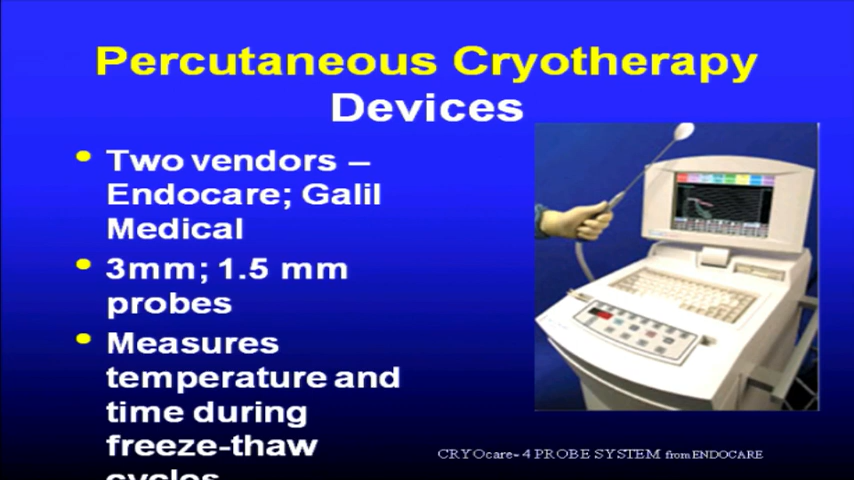 Percutaneous Cryotherapy
Devices
• Two vendors –
Endocare; Galil
Medical
• 3mm; 1.5 mm
probes
• Measures
temperature and
time during
freeze-thaw
cycles
CRYOcare- 4 PROBE SYSTEM from ENDOCARE